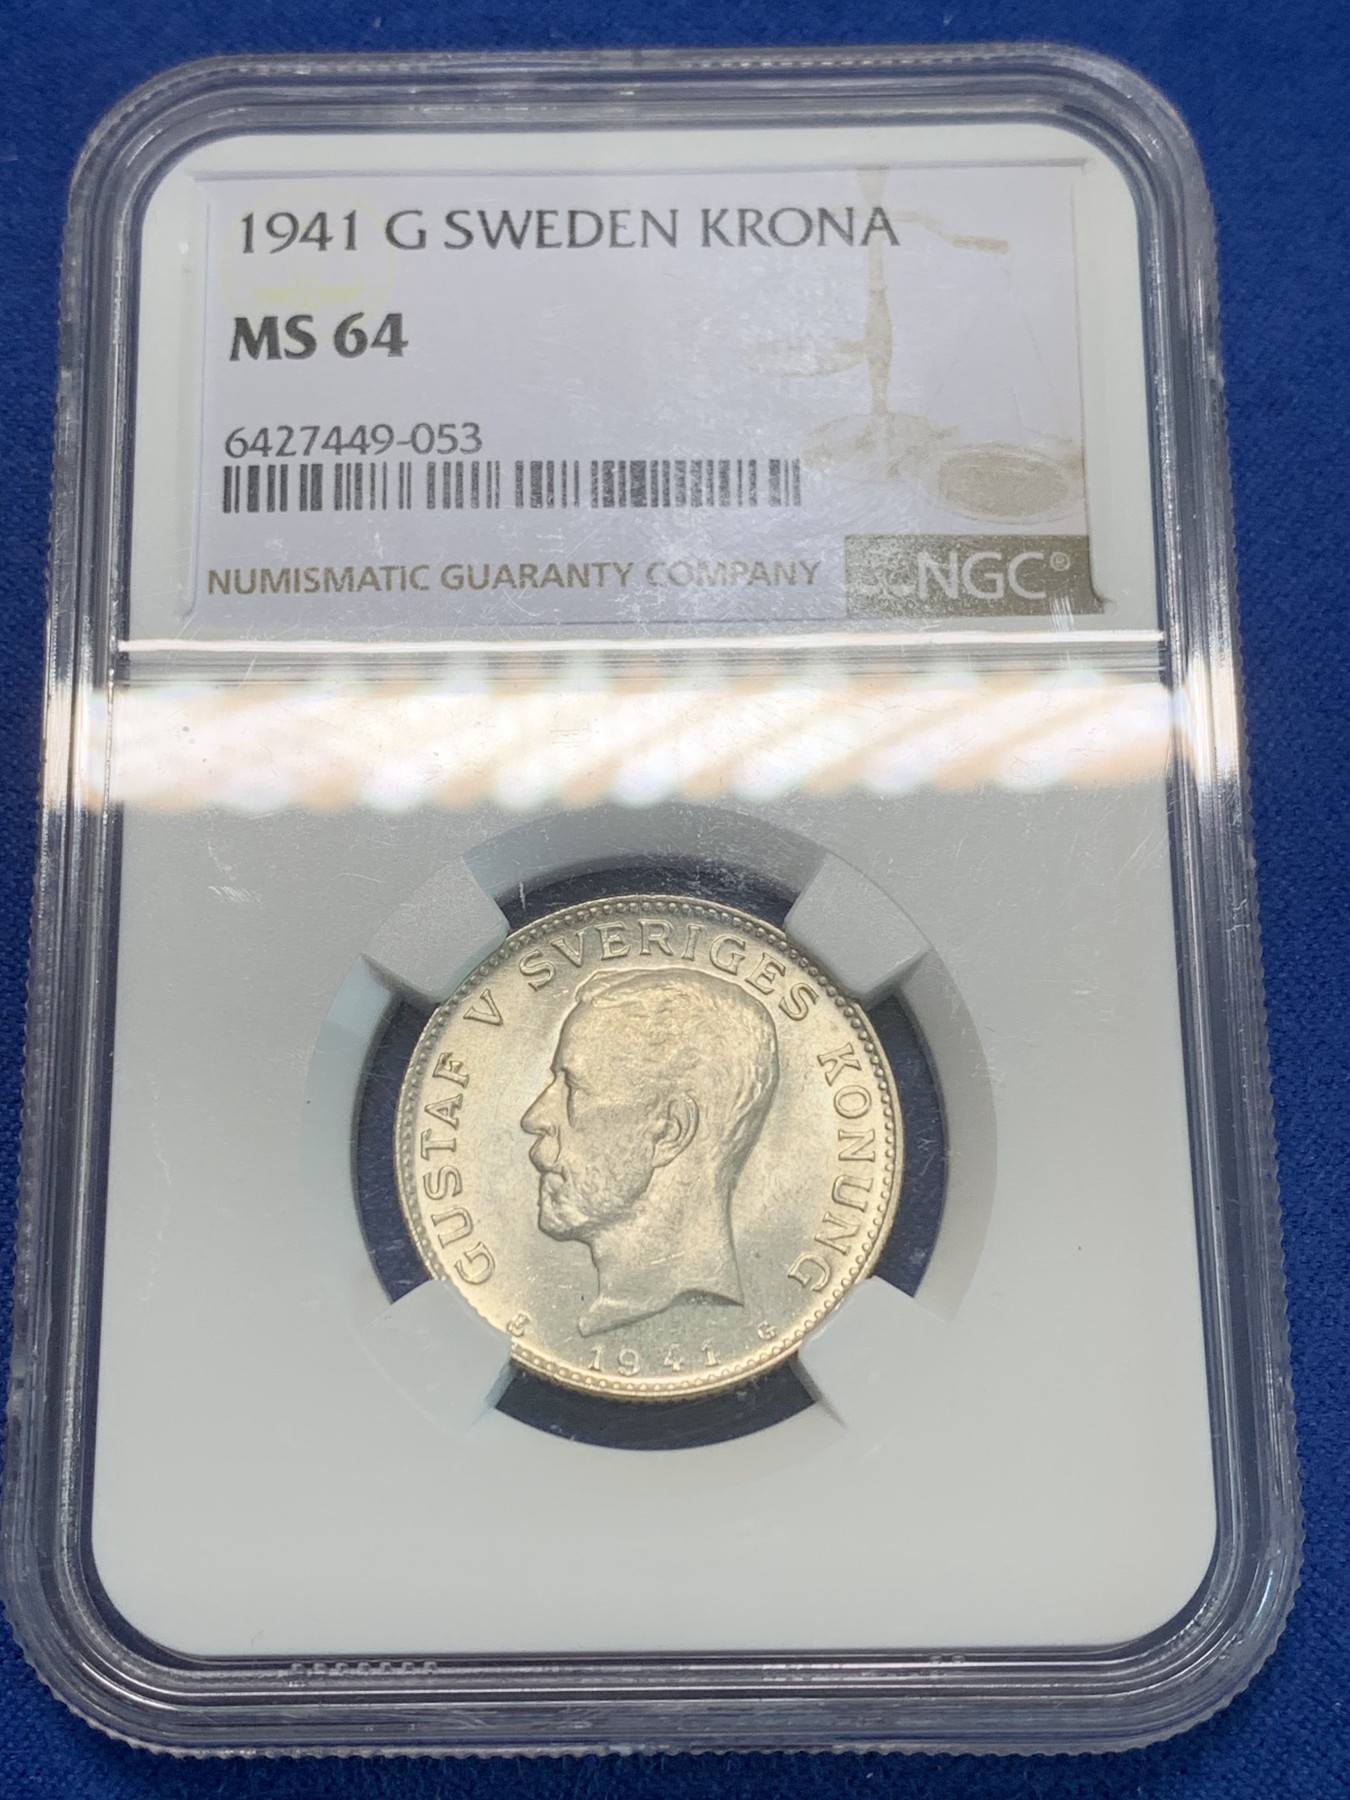 1941 G SWEDEN KRONA
MS 64
6427449-053
NUMISMATIC GUARANTY COMPANY NGC®
GUSTAF V SVERIGES KONUNG
G
1941